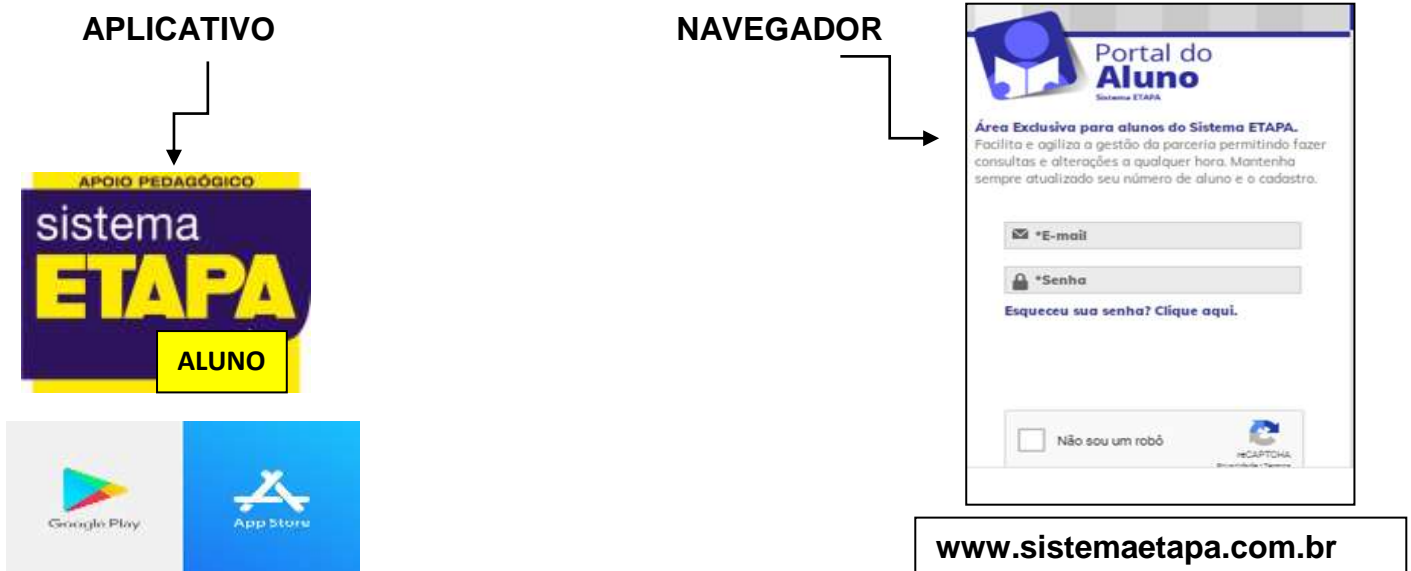 APLICATIVO
APOIO PEDAGÓGICO
sistema
ETAPA
ALUNO
Google Play
App Store
NAVEGADOR
Portal do
Aluno
Sistema ETAPA
Área Exclusiva para alunos do Sistema ETAPA.
Facilita e agiliza a gestão da parceria permitindo fazer
consultas e alterações a qualquer hora. Mantenha
sempre atualizado seu número de aluno e o cadastro.
*E-mail
*Senha
Esqueceu sua senha? Clique aqui.
Não sou um robô
reCAPTCHA
Privacidade - Termos
www.sistemaetapa.com.br